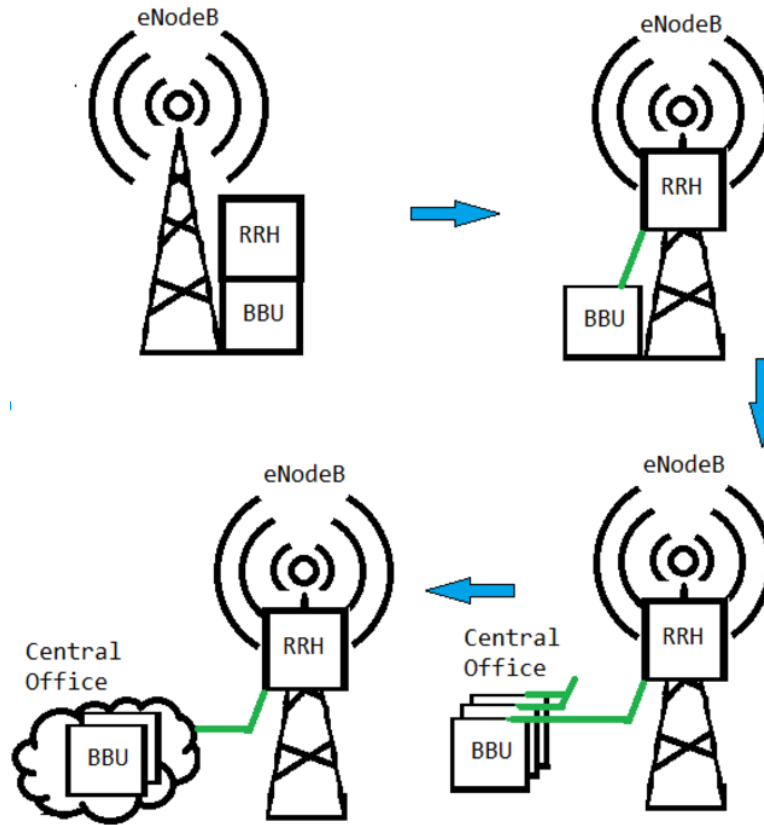 eNodeB
RRH
BBU
eNodeB
RRH
BBU
eNodeB
RRH
Central
Office
BBU
eNodeB
RRH
Central
Office
BBU